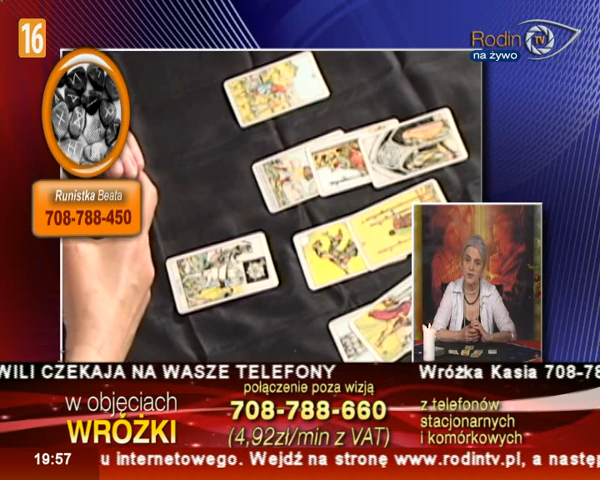 16
Rodin
TV
na żywo
Runistka Beata
708-788-450
WILI CZEKAJA NA WASZE TELEFONY Wróżka Kasia 708-78
w objęciach
WRÓŻKI
połączenie poza wizją
708-788-660
(4,92zł/min z VAT)
z telefonów
stacjonarnych
i komórkowych
19:57
u internetowego. Wejdź na stronę www.rodintv.pl, a następ